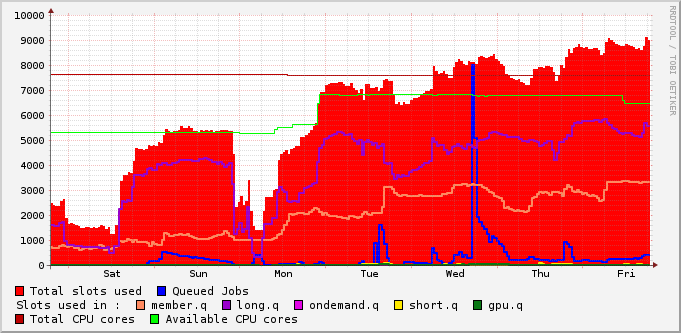 10000
9000
8000
7000
6000
5000
4000
3000
2000
1000
0
Sat Sun Mon Tue Wed Thu Fri
RRDTOOL / TOBI OETIKER
Total slots used Queued Jobs
Slots used in : member.q long.q ondemand.q short.q gpu.q
Total CPU cores Available CPU cores